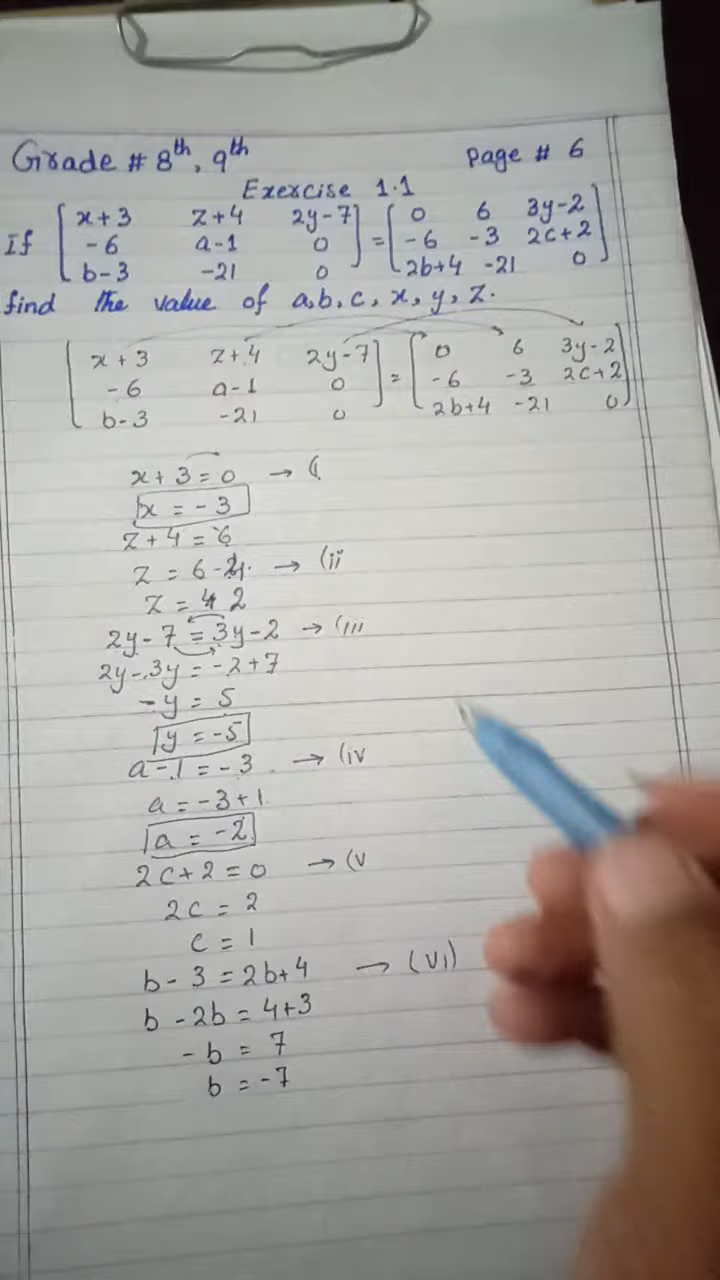 Grade # 8th, 9th Page # 6
Exercise 1.1
If [ x+3 z+4 2y-7 ] = [ 0 6 3y-2 ]
-6 a-1 0 -6 -3 2c+2
b-3 -21 0 2b+4 -21 0
find the value of a,b,c,x,y,z.
[ x+3 z+4 2y-7 ] = [ 0 6 3y-2 ]
-6 a-1 0 -6 -3 2c+2
b-3 -21 0 2b+4 -21 0
x+3=0 → (i
x = -3
z+4=6
z = 6-4 → (ii
z = 2
2y-7=3y-2 → (iii
2y-3y=-2+7
-y = 5
y = -5
a-1=-3 → (iv
a=-3+1
a = -2
2c+2=0 → (v
2c = 2
c = 1
b-3=2b+4 → (vi)
b-2b=4+3
-b = 7
b = -7